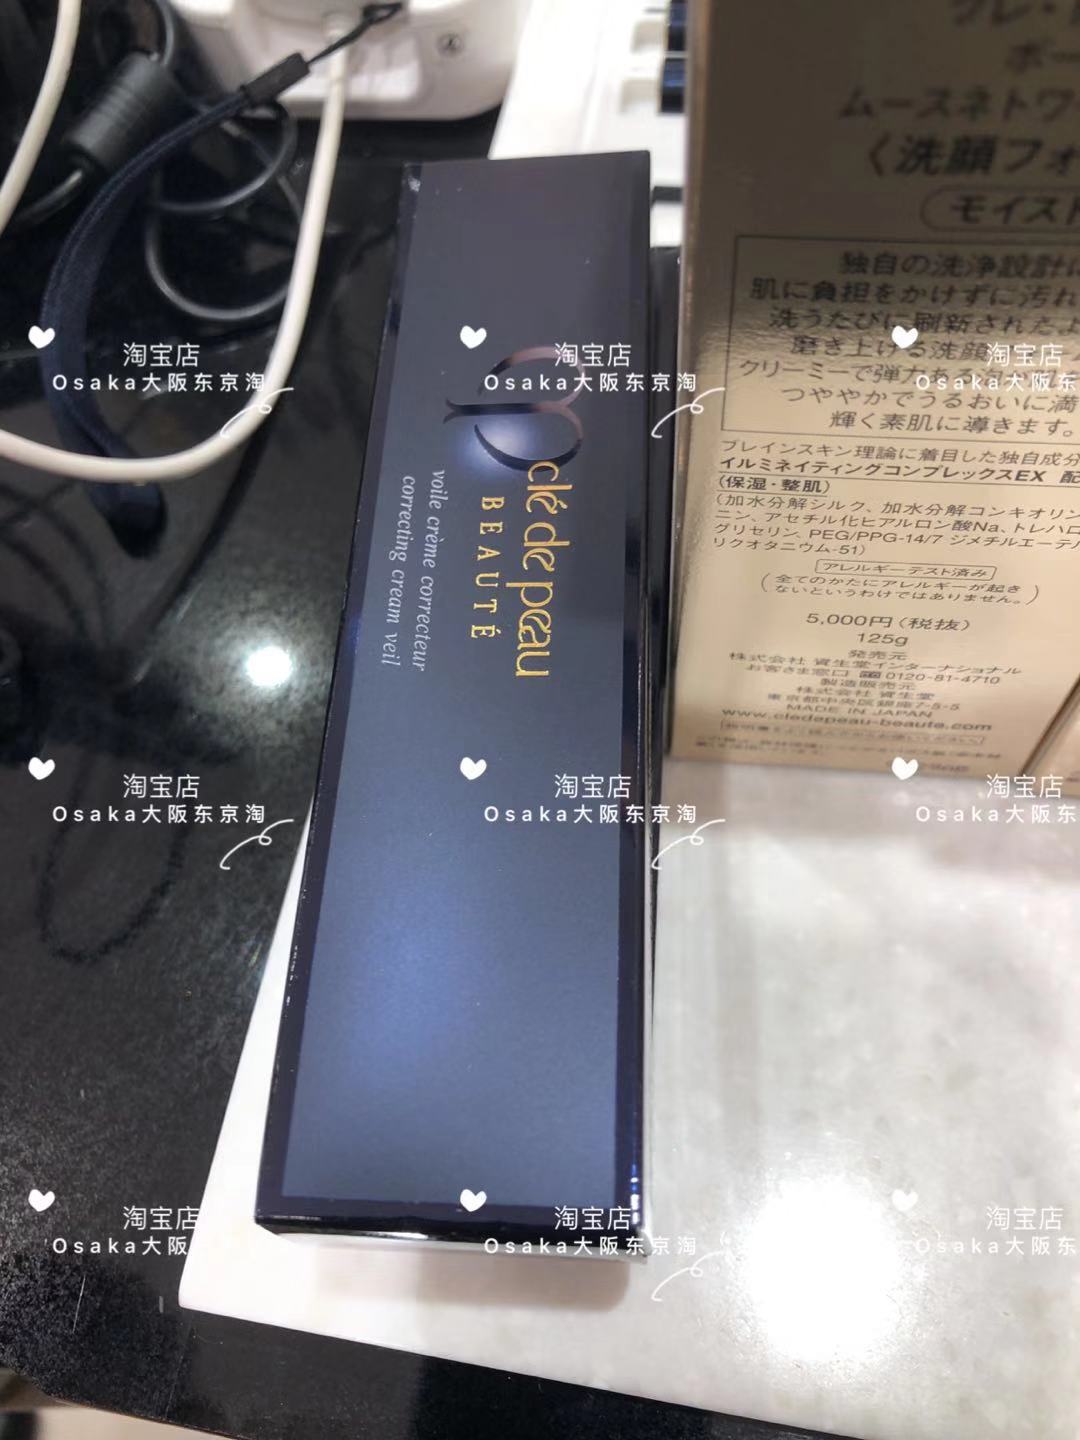 clé de peau
BEAUTÉ
voile crème correcteur
correcting cream veil
ムースネトワ
〈洗顔フォ
モイスト
独自の洗浄設計に
肌に負担をかけずに汚れ
洗うたびに刷新されたよ
磨き上げる洗顔
クリーミーで弾力ある
つややかでうるおいに満
輝く素肌に導きます。
ブレインスキン理論に着目した独自成分
イルミネイティングコンプレックスEX 配
(保湿・整肌)
(加水分解シルク、加水分解コンキオリン
ニン、アセチル化ヒアルロン酸Na、トレハロ
グリセリン、PEG/PPG-14/7 ジメチルエーテル
リクオタニウム-51)
アレルギーテスト済み
(全てのかたにアレルギーが起き
ないというわけではありません。)
5,000円(税抜)
125g
発売元
株式会社 資生堂インターナショナル
お客さま窓口 0120-81-4710
製造販売元
株式会社 資生堂
東京都中央区銀座7-5-5
MADE IN JAPAN
www.cledepeau-beaute.com
淘宝店
Osaka大阪东京淘
淘宝店
Osaka大阪东京淘
淘宝店
Osaka大阪东
淘宝店
Osaka大阪东京淘
淘宝店
Osaka大阪东京淘
淘宝店
Osaka大阪东
淘宝店
Osaka大阪
淘宝店
Osaka大阪东京淘
淘宝店
Osaka大阪东